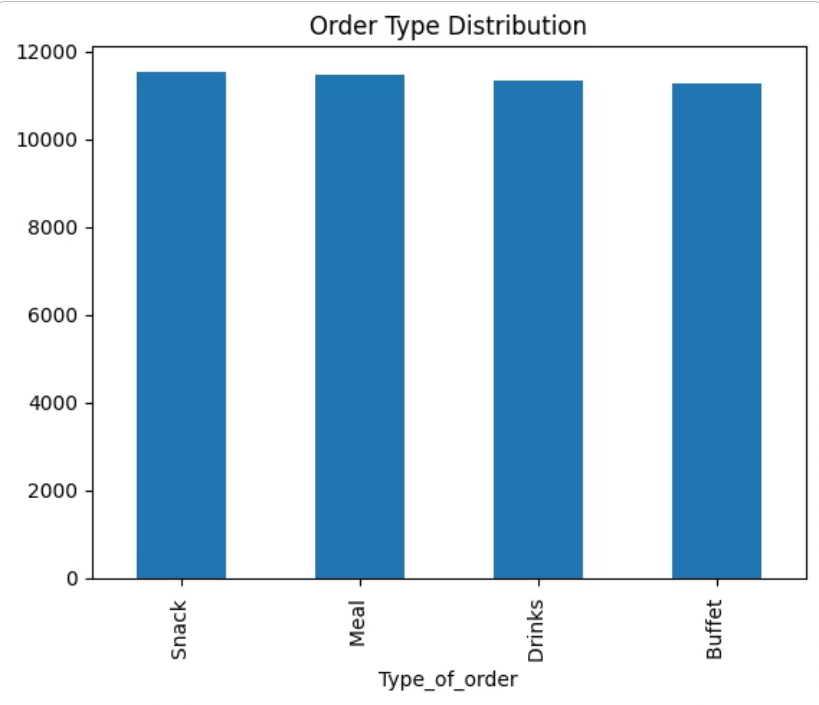 Order Type Distribution
12000
10000
8000
6000
4000
2000
0
Snack
Meal
Drinks
Buffet
Type_of_order